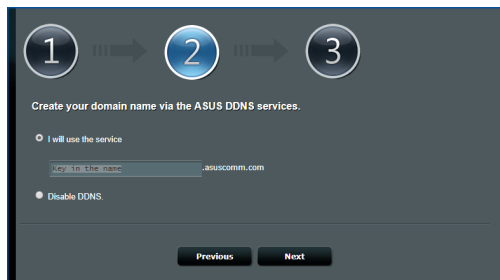 1 2 3
Create your domain name via the ASUS DDNS services.
I will use the service
Key in the name .asuscomm.com
Disable DDNS.
Previous Next